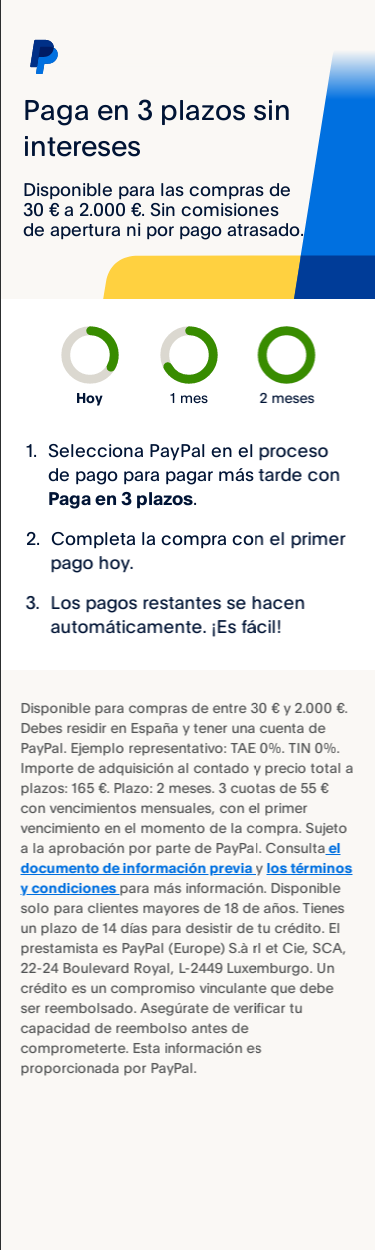 Paga en 3 plazos sin
intereses
Disponible para las compras de
30 € a 2.000 €. Sin comisiones
de apertura ni por pago atrasado.
Hoy
1 mes
2 meses
1. Selecciona PayPal en el proceso
de pago para pagar más tarde con
Paga en 3 plazos.
2. Completa la compra con el primer
pago hoy.
3. Los pagos restantes se hacen
automáticamente. ¡Es fácil!
Disponible para compras de entre 30 € y 2.000 €.
Debes residir en España y tener una cuenta de
PayPal. Ejemplo representativo: TAE 0%. TIN 0%.
Importe de adquisición al contado y precio total a
plazos: 165 €. Plazo: 2 meses. 3 cuotas de 55 €
con vencimientos mensuales, con el primer
vencimiento en el momento de la compra. Sujeto
a la aprobación por parte de PayPal. Consulta el
documento de información previa y los términos
y condiciones para más información. Disponible
solo para clientes mayores de 18 de años. Tienes
un plazo de 14 días para desistir de tu crédito. El
prestamista es PayPal (Europe) S.à rl et Cie, SCA,
22-24 Boulevard Royal, L-2449 Luxemburgo. Un
crédito es un compromiso vinculante que debe
ser reembolsado. Asegúrate de verificar tu
capacidad de reembolso antes de
comprometerte. Esta información es
proporcionada por PayPal.